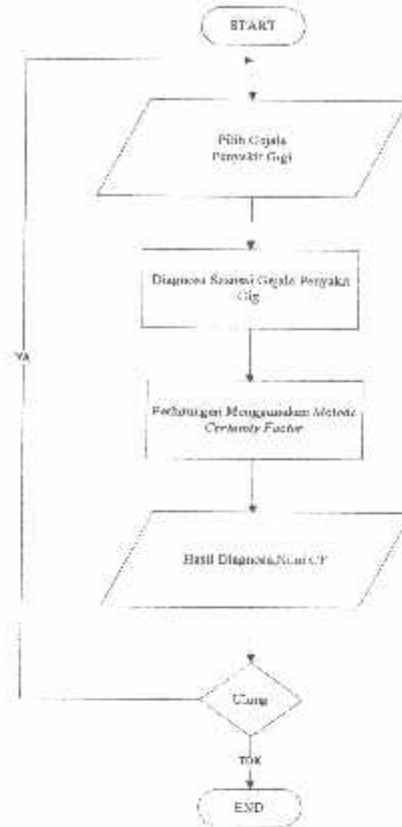 START
Pilih Gejala
Penyakit Gigi
Diagnosa Sesuai Gejala Penyakit
Gigi
YA
Perhitungan Menggunakan Metode
Certainty Factor
Hasil Diagnosa, Nilai CF
Ulang
TDK
END